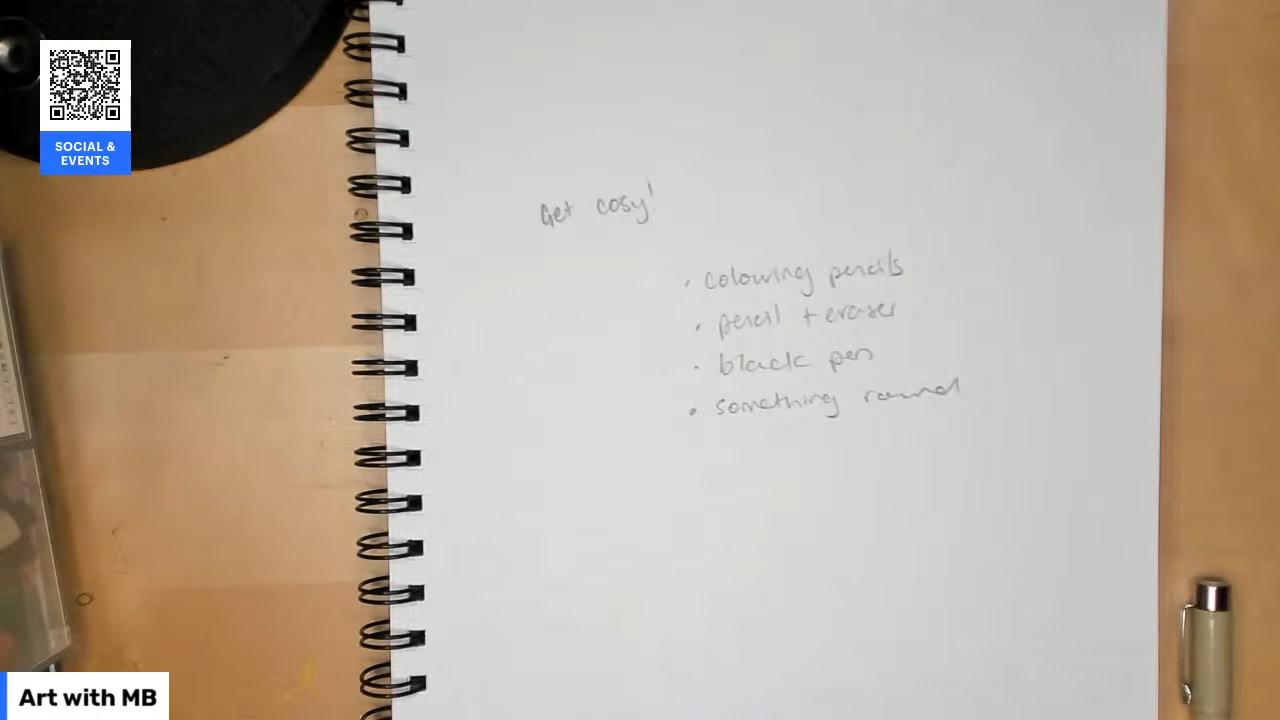 SOCIAL &
EVENTS
Get cosy!
• colouring pencils
• pencil + eraser
• black pen
• something round
Art with MB